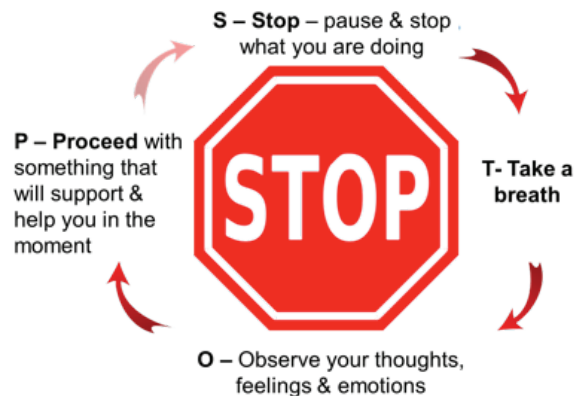 S – Stop – pause & stop
what you are doing
T- Take a
breath
O – Observe your thoughts,
feelings & emotions
P – Proceed with
something that
will support &
help you in the
moment
STOP